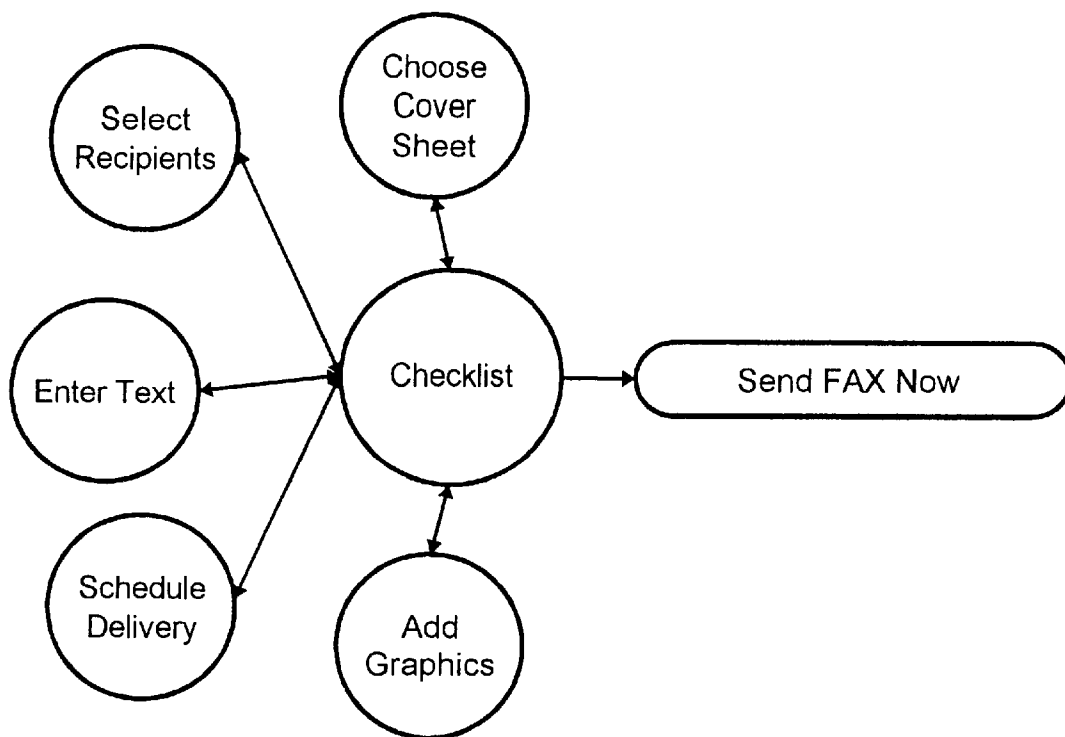 Choose
Cover
Sheet
Select
Recipients
Enter Text
Checklist
Send FAX Now
Schedule
Delivery
Add
Graphics